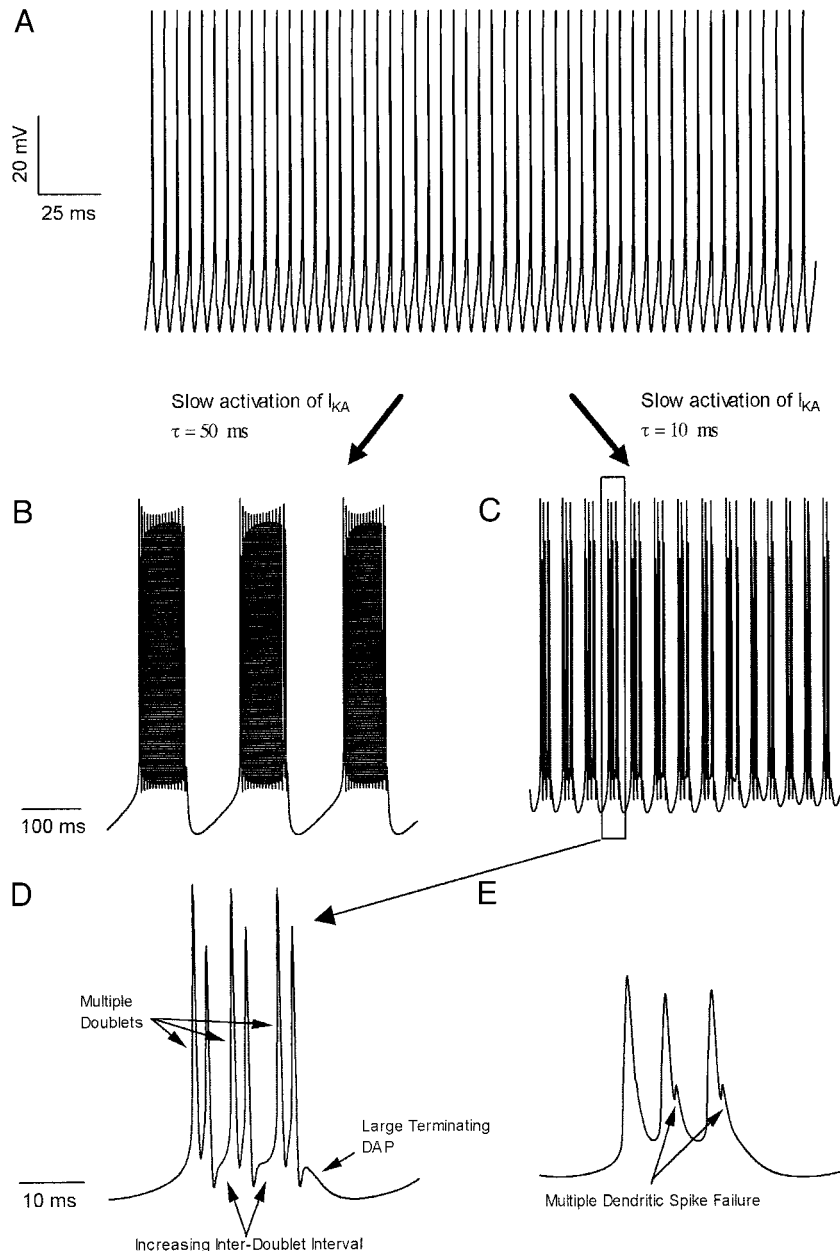 A
20 mV
25 ms
Slow activation of I_KA
τ = 50 ms
Slow activation of I_KA
τ = 10 ms
B
C
100 ms
D
E
Multiple
Doublets
Large Terminating
DAP
10 ms
Increasing Inter-Doublet Interval
Multiple Dendritic Spike Failure